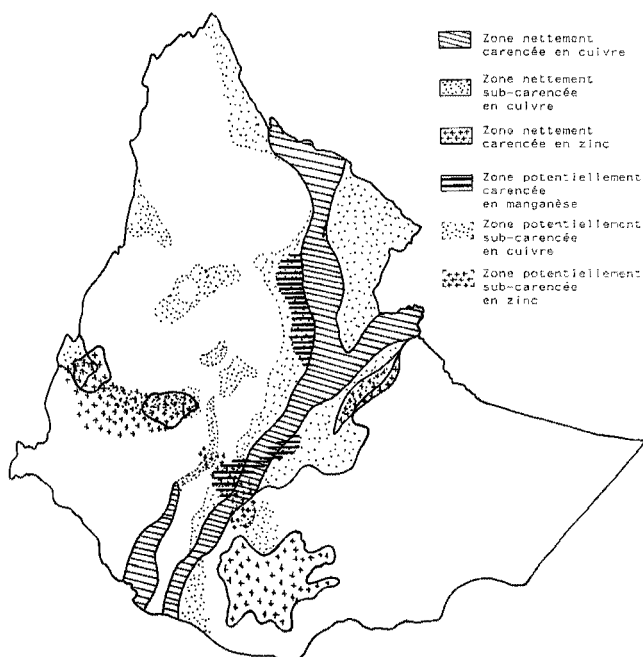 Zone nettement
carencée en cuivre
Zone nettement
sub-carencée
en cuivre
Zone nettement
carencée en zinc
Zone potentiellement
carencée
en manganèse
Zone potentiellement
sub-carencée
en cuivre
Zone potentiellement
sub-carencée
en zinc